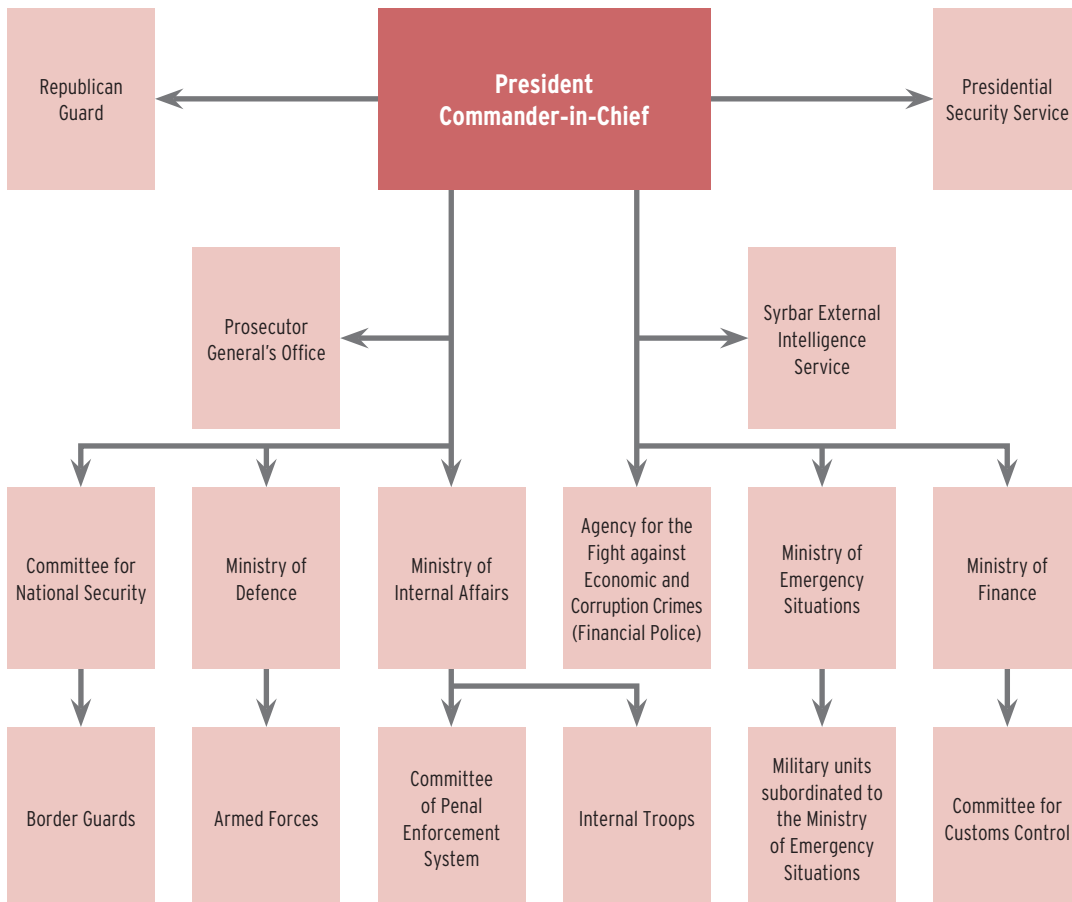 Republican
Guard
President
Commander-in-Chief
Presidential
Security Service
Prosecutor
General's Office
Syrbar External
Intelligence
Service
Committee for
National Security
Ministry of
Defence
Ministry of
Internal Affairs
Agency for the
Fight against
Economic and
Corruption Crimes
(Financial Police)
Ministry of
Emergency
Situations
Ministry of
Finance
Border Guards
Armed Forces
Committee
of Penal
Enforcement
System
Internal Troops
Military units
subordinated to
the Ministry
of Emergency
Situations
Committee for
Customs Control